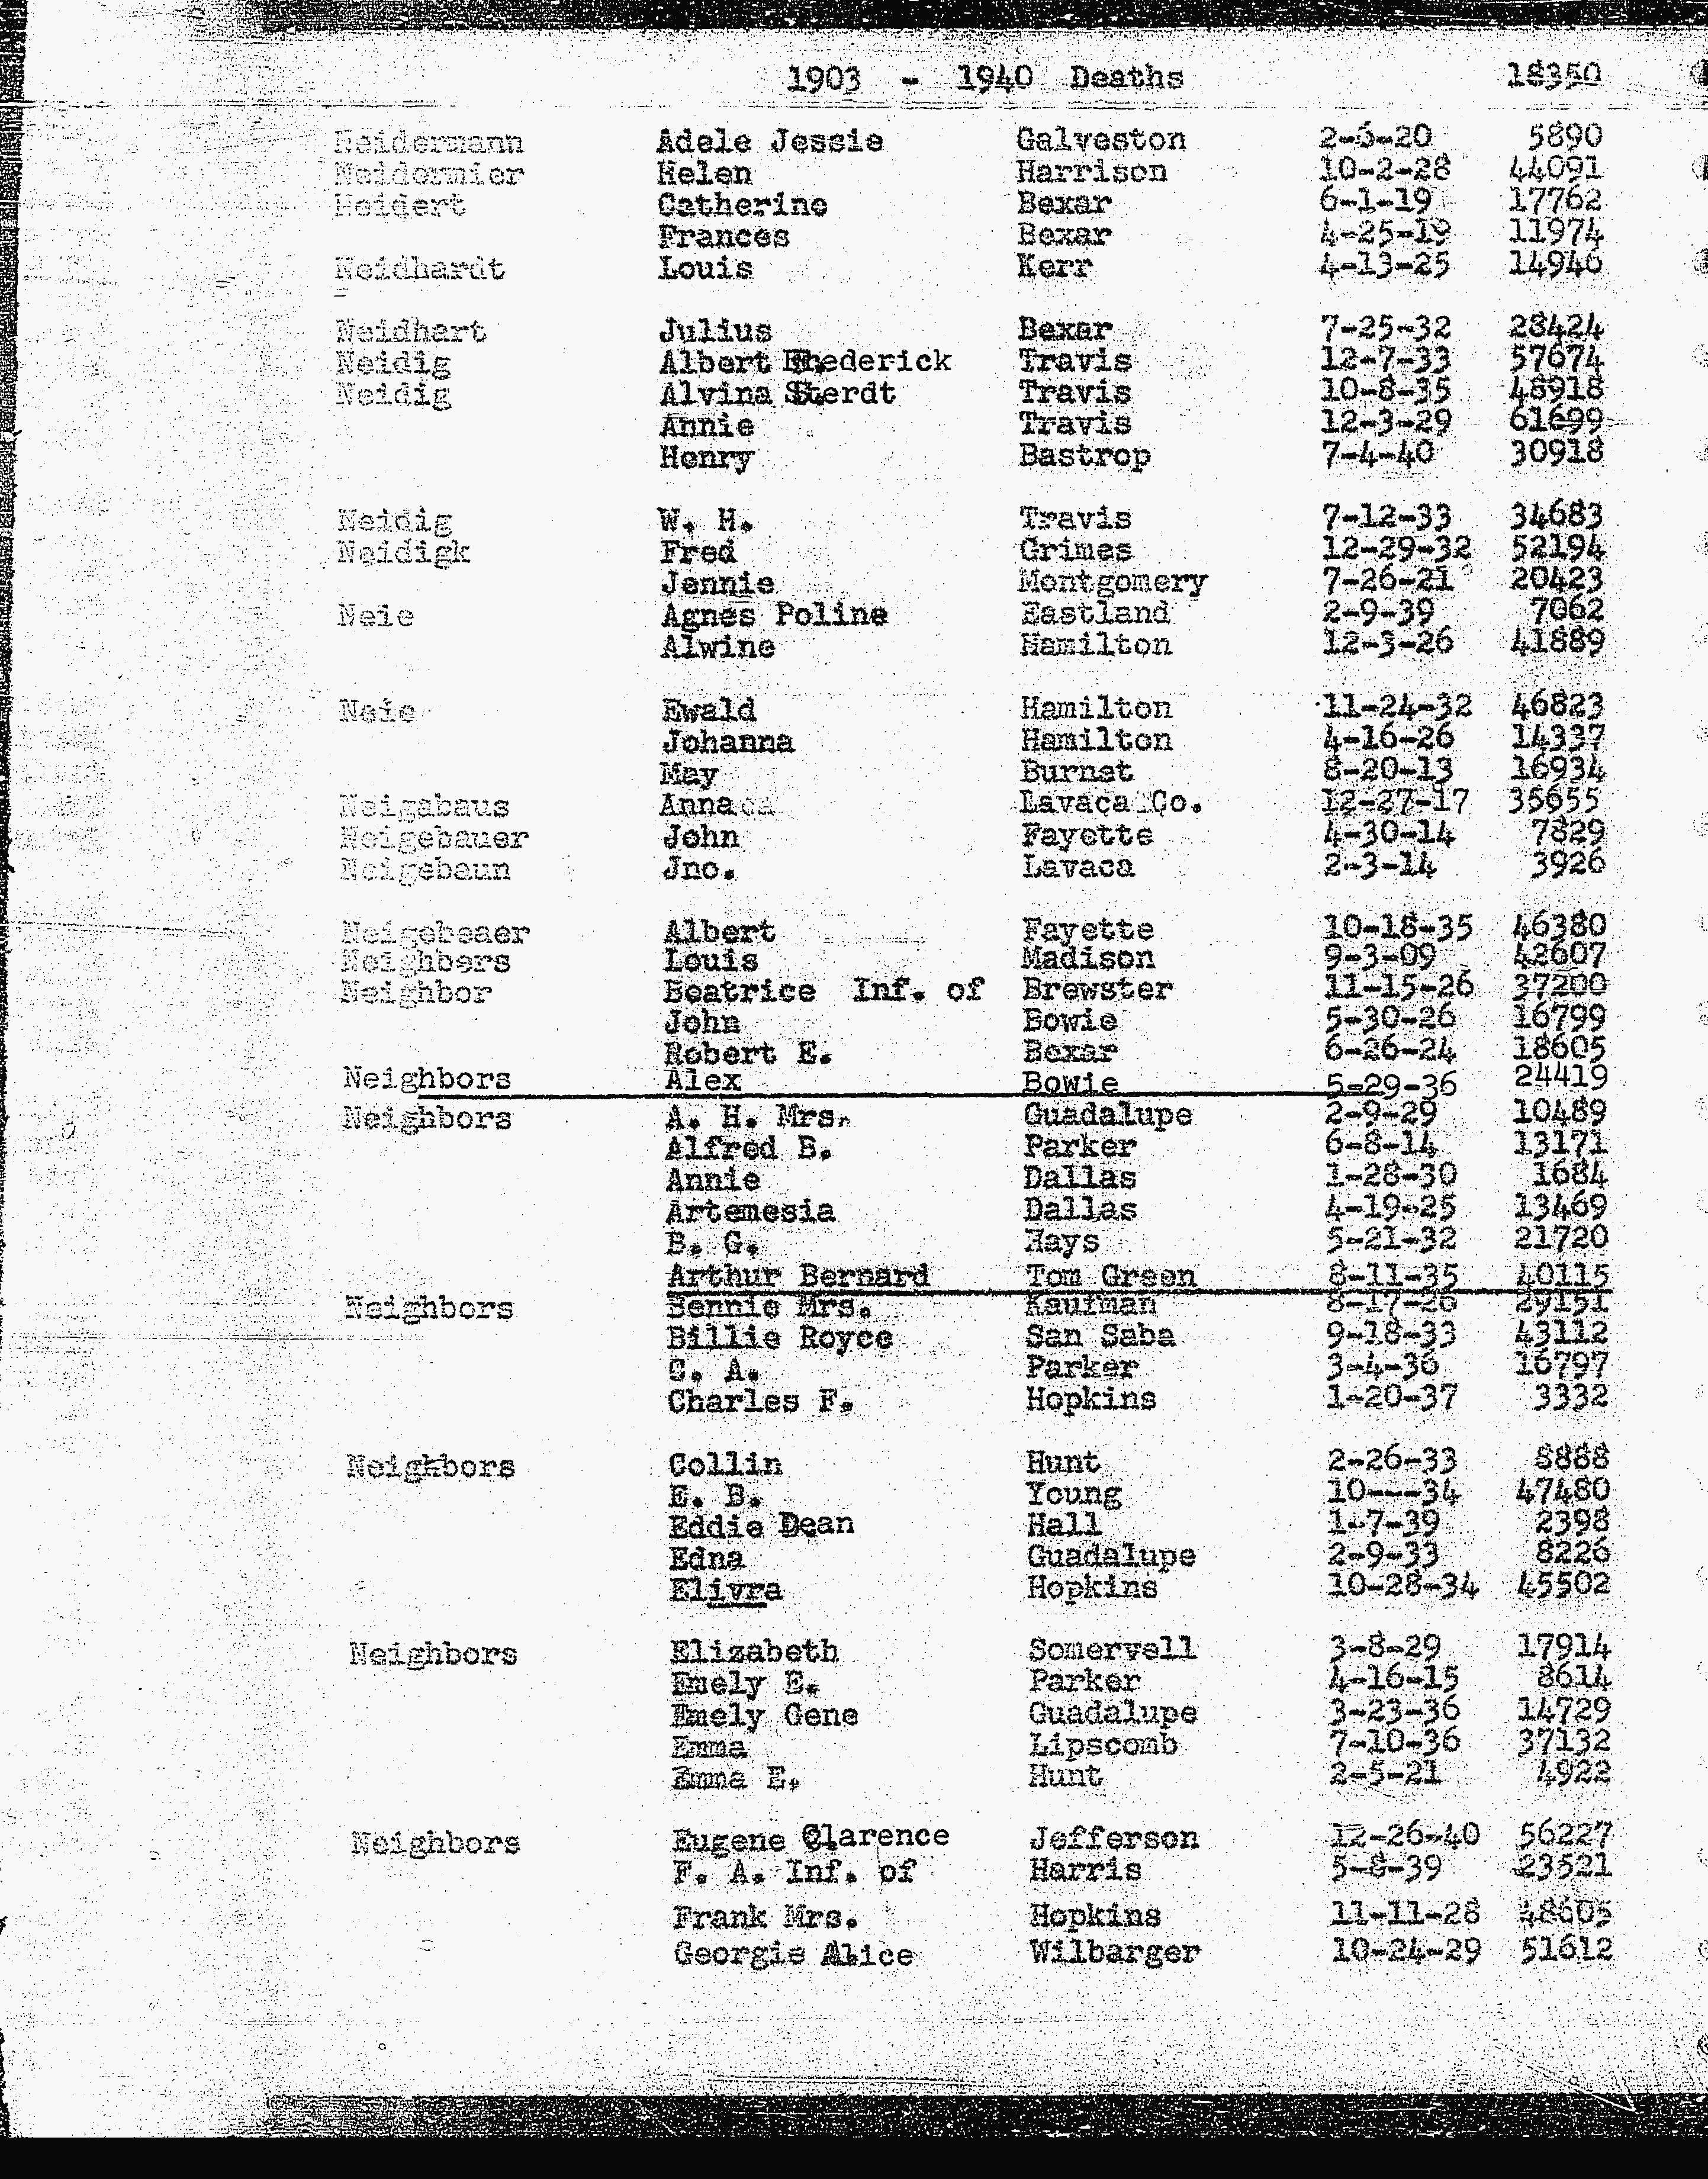 1903 - 1940 Deaths 18350
Neidermann Adele Jessie Galveston 2-6-20 5890
Neidermier Helen Harrison 10-2-28 44091
Neidert Catherine Bexar 6-1-19 17762
Frances Bexar 4-25-19 11974
Neidhardt Louis Kerr 4-13-25 14946
Neidhart Julius Bexar 7-25-32 28424
Neidig Albert Frederick Travis 12-7-33 57674
Neidig Alvina Sterdt Travis 10-8-35 48918
Annie Travis 12-3-29 61699
Henry Bastrop 7-4-40 30918
Neidig W. H. Travis 7-12-33 34683
Neidigk Fred Grimes 12-29-32 52194
Jennie Montgomery 7-26-21 20423
Neie Agnes Poline Eastland 2-9-39 7062
Alwine Hamilton 12-3-26 41889
Neie Ewald Hamilton 11-24-32 46823
Johanna Hamilton 4-16-26 14337
May Burnet 8-20-13 16934
Neigabaus Anna Lavaca Co. 12-27-17 35655
Neigebauer John Fayette 4-30-14 7829
Neigebaun Jno. Lavaca 2-3-14 3926
Neigebeaer Albert Fayette 10-18-35 46380
Neighbers Louis Madison 9-3-09 42607
Neighbor Beatrice Inf. of Brewster 11-15-26 37200
John Bowie 5-30-26 16799
Robert E. Bexar 6-26-24 18605
Neighbors Alex Bowie 5-29-36 24419
Neighbors A. H. Mrs. Guadalupe 2-9-29 10489
Alfred B. Parker 6-8-14 13171
Annie Dallas 1-28-30 1684
Artemesia Dallas 4-19-25 13469
B. G. Hays 5-21-32 21720
Arthur Bernard Tom Green 8-11-35 40115
Neighbors Bennie Mrs. Kaufman 8-17-26 29151
Billie Royce San Saba 9-18-33 43112
C. A. Parker 3-4-36 16797
Charles F. Hopkins 1-20-37 3332
Neighbors Collin Hunt 2-26-33 8888
E. B. Young 10---34 47480
Eddie Dean Hall 1-7-39 2398
Edna Guadalupe 2-9-33 8226
Elivra Hopkins 10-28-34 45502
Neighbors Elizabeth Somervell 3-8-29 17914
Emely E. Parker 4-16-15 8614
Emely Gene Guadalupe 3-23-36 14729
Emma Lipscomb 7-10-36 37132
Emma E. Hunt 2-5-21 4922
Neighbors Eugene Clarence Jefferson 12-26-40 56227
F. A. Inf. of Harris 5-8-39 23521
Frank Mrs. Hopkins 11-11-28 48605
Georgie Alice Wilbarger 10-24-29 51612